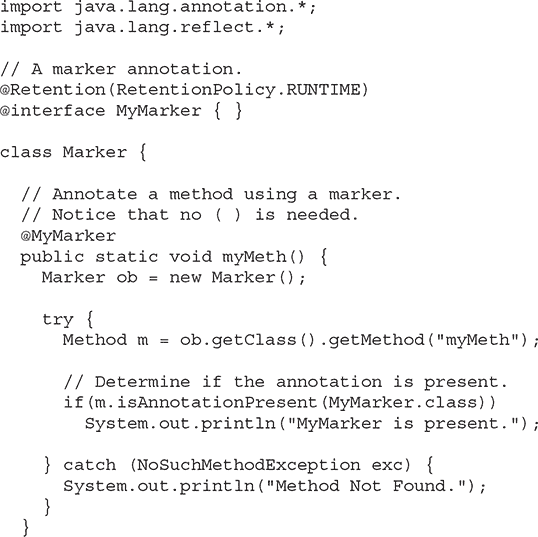 import java.lang.annotation.*;
import java.lang.reflect.*;

// A marker annotation.
@Retention(RetentionPolicy.RUNTIME)
@interface MyMarker { }

class Marker {

  // Annotate a method using a marker.
  // Notice that no ( ) is needed.
  @MyMarker
  public static void myMeth() {
    Marker ob = new Marker();

    try {
      Method m = ob.getClass().getMethod("myMeth");

      // Determine if the annotation is present.
      if(m.isAnnotationPresent(MyMarker.class))
        System.out.println("MyMarker is present.");

    } catch (NoSuchMethodException exc) {
      System.out.println("Method Not Found.");
    }
  }